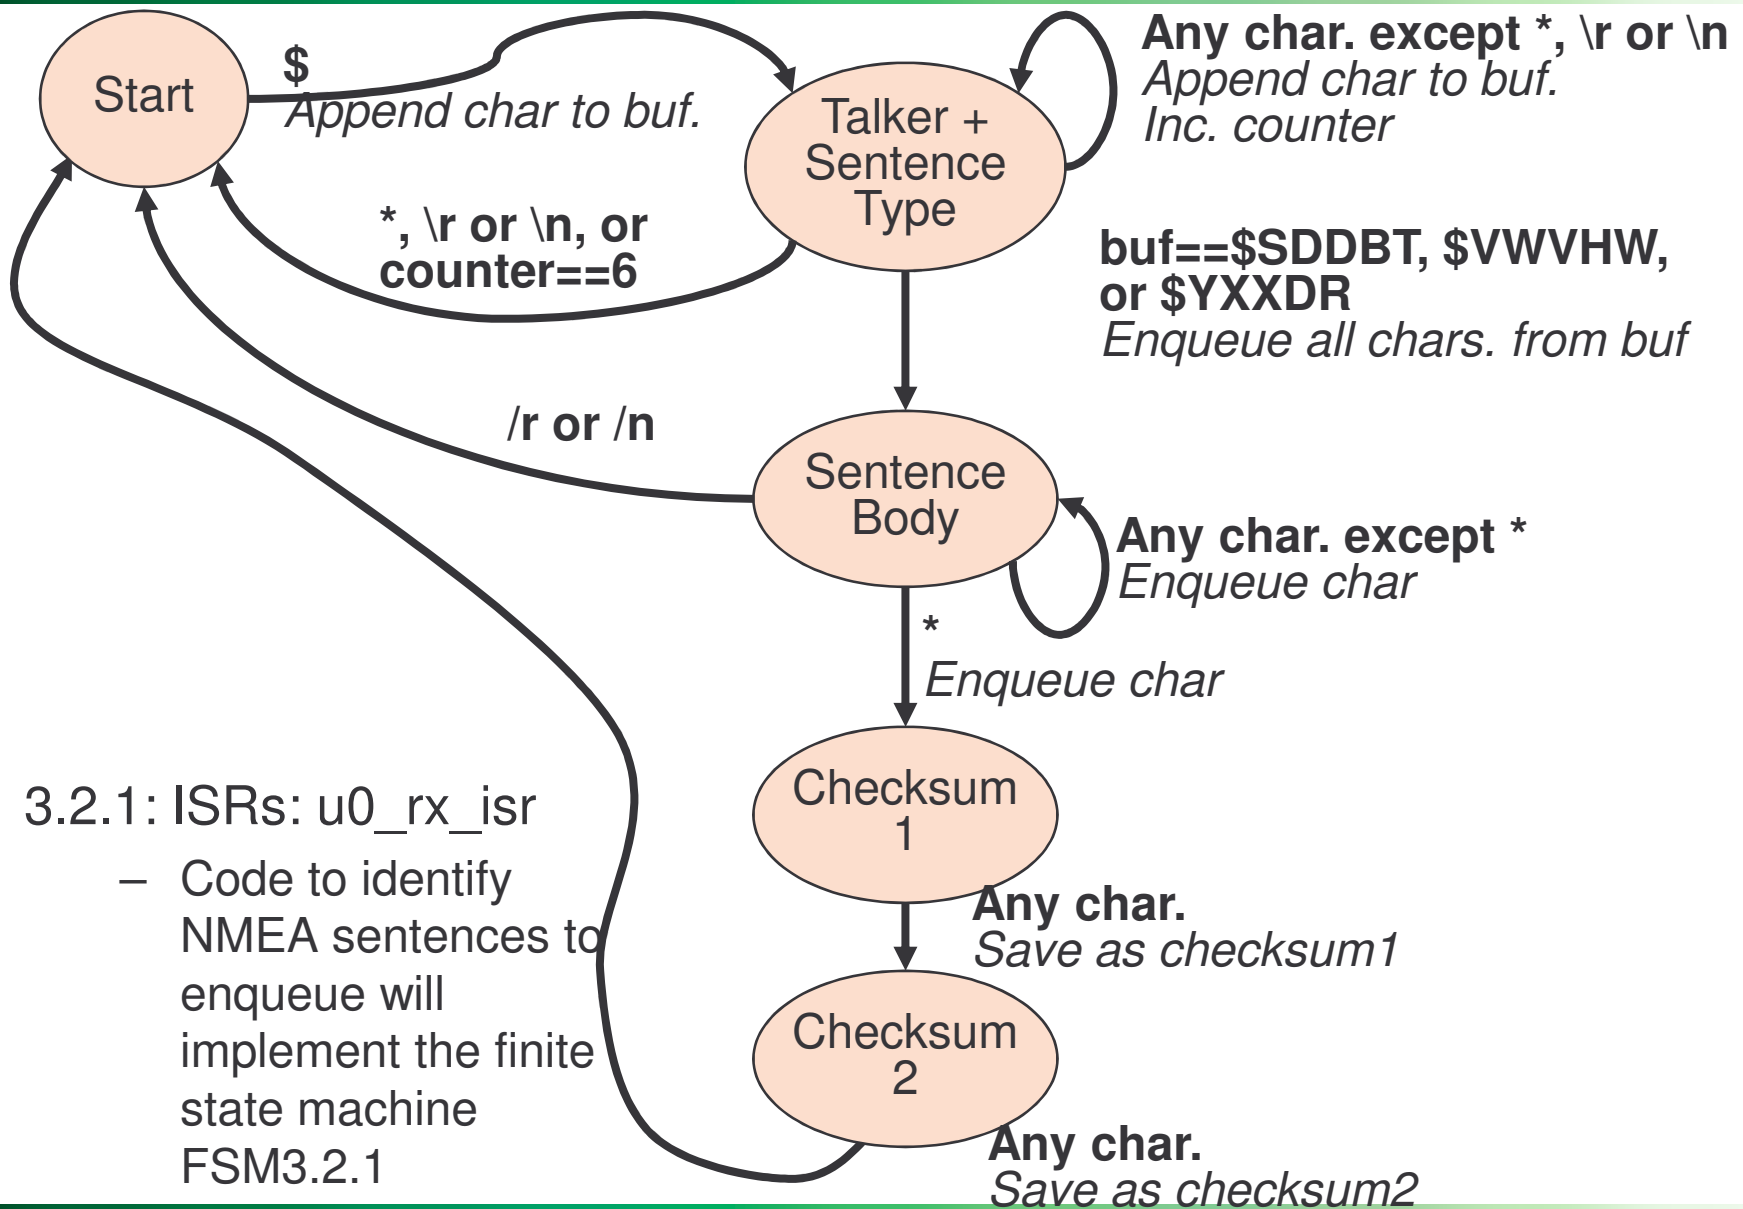 Start
$
Append char to buf.
Any char. except *, \r or \n
Append char to buf.
Inc. counter
Talker +
Sentence
Type
*, \r or \n, or
counter==6
buf==$SDDBT, $VWVHW,
or $YXXDR
Enqueue all chars. from buf
/r or /n
Sentence
Body
Any char. except *
Enqueue char
*
Enqueue char
Checksum
1
Any char.
Save as checksum1
Checksum
2
Any char.
Save as checksum2
3.2.1: ISRs: u0_rx_isr
– Code to identify
NMEA sentences to
enqueue will
implement the finite
state machine
FSM3.2.1